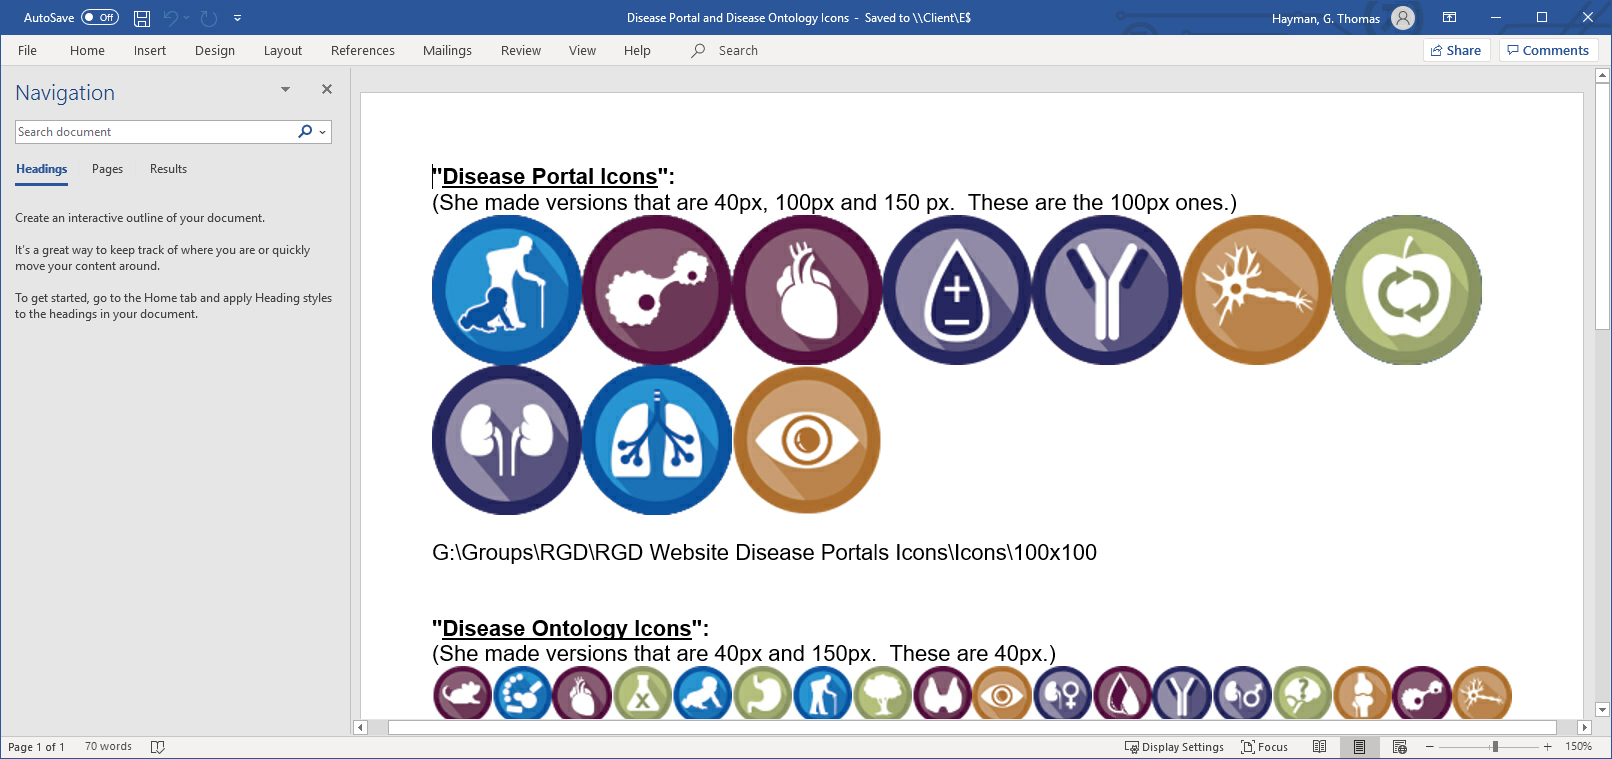 AutoSave Off Disease Portal and Disease Ontology Icons - Saved to \\Client\E$ Hayman, G. Thomas
File Home Insert Design Layout References Mailings Review View Help Search Share Comments
Navigation
Search document
Headings Pages Results
Create an interactive outline of your document.
It's a great way to keep track of where you are or quickly
move your content around.
To get started, go to the Home tab and apply Heading styles
to the headings in your document.
"Disease Portal Icons":
(She made versions that are 40px, 100px and 150 px.  These are the 100px ones.)
G:\Groups\RGD\RGD Website Disease Portals Icons\Icons\100x100
"Disease Ontology Icons":
(She made versions that are 40px and 150px.  These are 40px.)
Page 1 of 1 70 words Display Settings Focus 150%